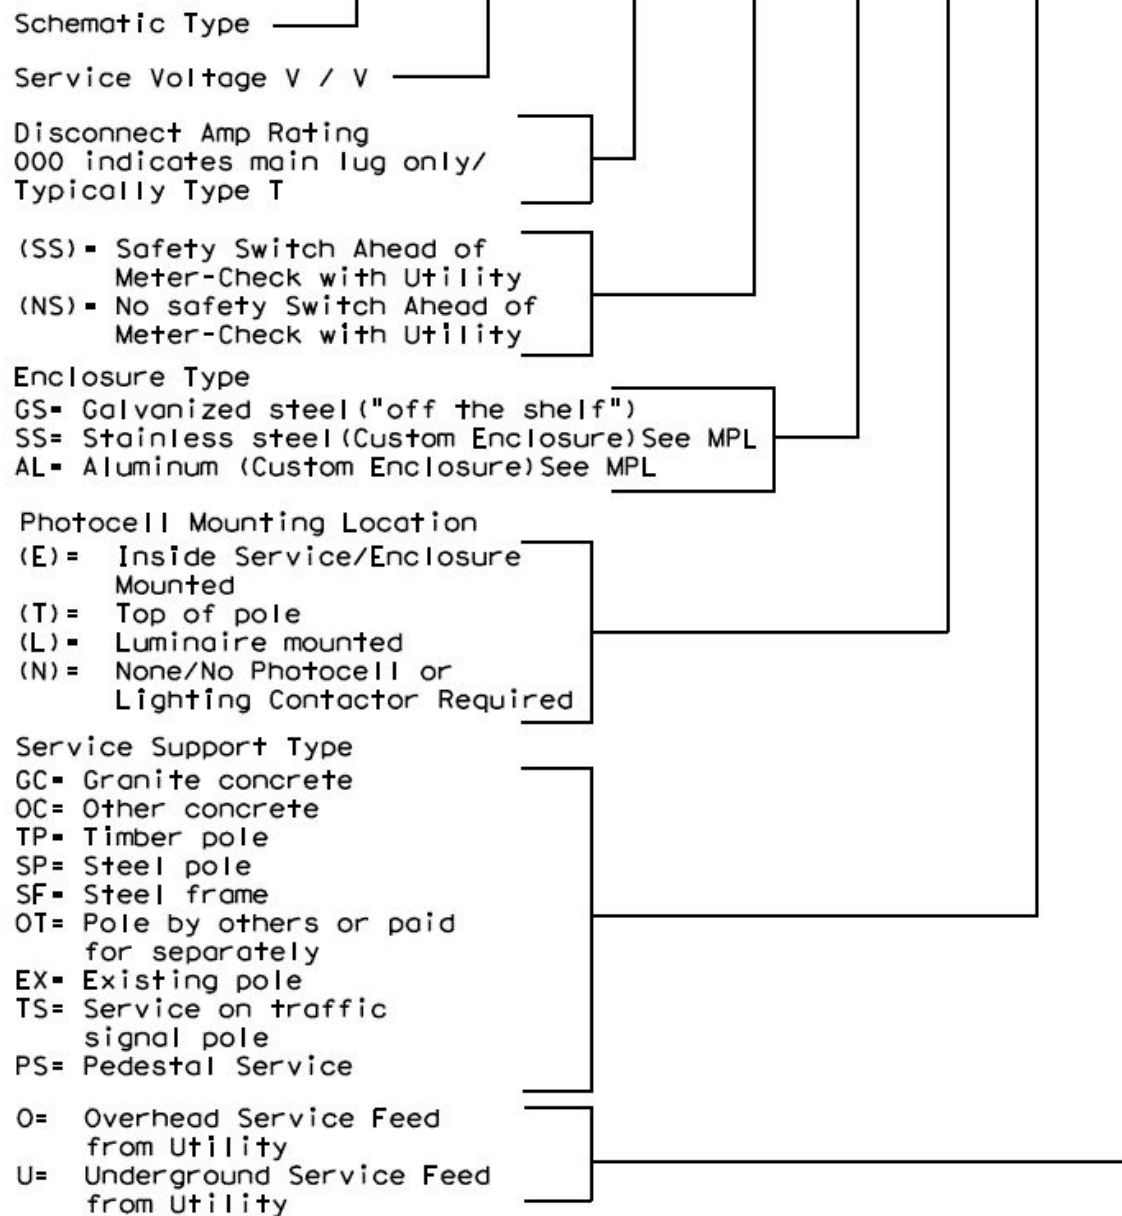 Schematic Type
Service Voltage V / V
Disconnect Amp Rating
000 indicates main lug only/
Typically Type T
(SS)= Safety Switch Ahead of
Meter-Check with Utility
(NS)= No safety Switch Ahead of
Meter-Check with Utility
Enclosure Type
GS= Galvanized steel("off the shelf")
SS= Stainless steel(Custom Enclosure)See MPL
AL= Aluminum (Custom Enclosure)See MPL
Photocell Mounting Location
(E)= Inside Service/Enclosure
Mounted
(T)= Top of pole
(L)= Luminaire mounted
(N)= None/No Photocell or
Lighting Contactor Required
Service Support Type
GC= Granite concrete
OC= Other concrete
TP= Timber pole
SP= Steel pole
SF= Steel frame
OT= Pole by others or paid
for separately
EX= Existing pole
TS= Service on traffic
signal pole
PS= Pedestal Service
O= Overhead Service Feed
from Utility
U= Underground Service Feed
from Utility